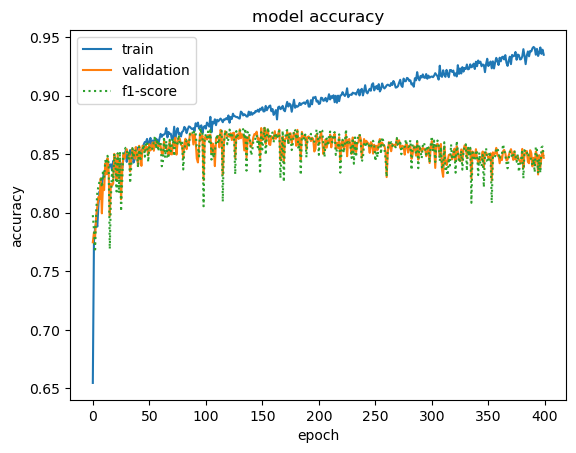 model accuracy
train
validation
f1-score
accuracy
0.95
0.90
0.85
0.80
0.75
0.70
0.65
0 50 100 150 200 250 300 350 400
epoch